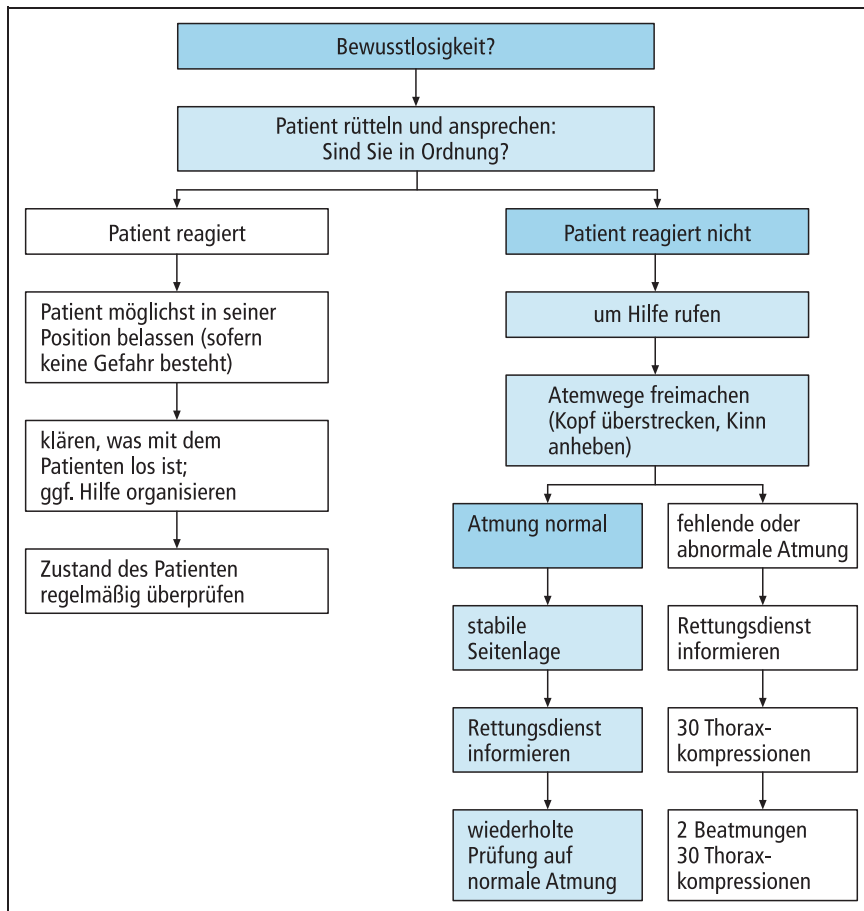 Bewusstlosigkeit?
Patient rütteln und ansprechen:
Sind Sie in Ordnung?
Patient reagiert
Patient möglichst in seiner
Position belassen (sofern
keine Gefahr besteht)
klären, was mit dem
Patienten los ist;
ggf. Hilfe organisieren
Zustand des Patienten
regelmäßig überprüfen
Patient reagiert nicht
um Hilfe rufen
Atemwege freimachen
(Kopf überstrecken, Kinn
anheben)
Atmung normal
stabile
Seitenlage
Rettungsdienst
informieren
wiederholte
Prüfung auf
normale Atmung
fehlende oder
abnormale Atmung
Rettungsdienst
informieren
30 Thorax-
kompressionen
2 Beatmungen
30 Thorax-
kompressionen